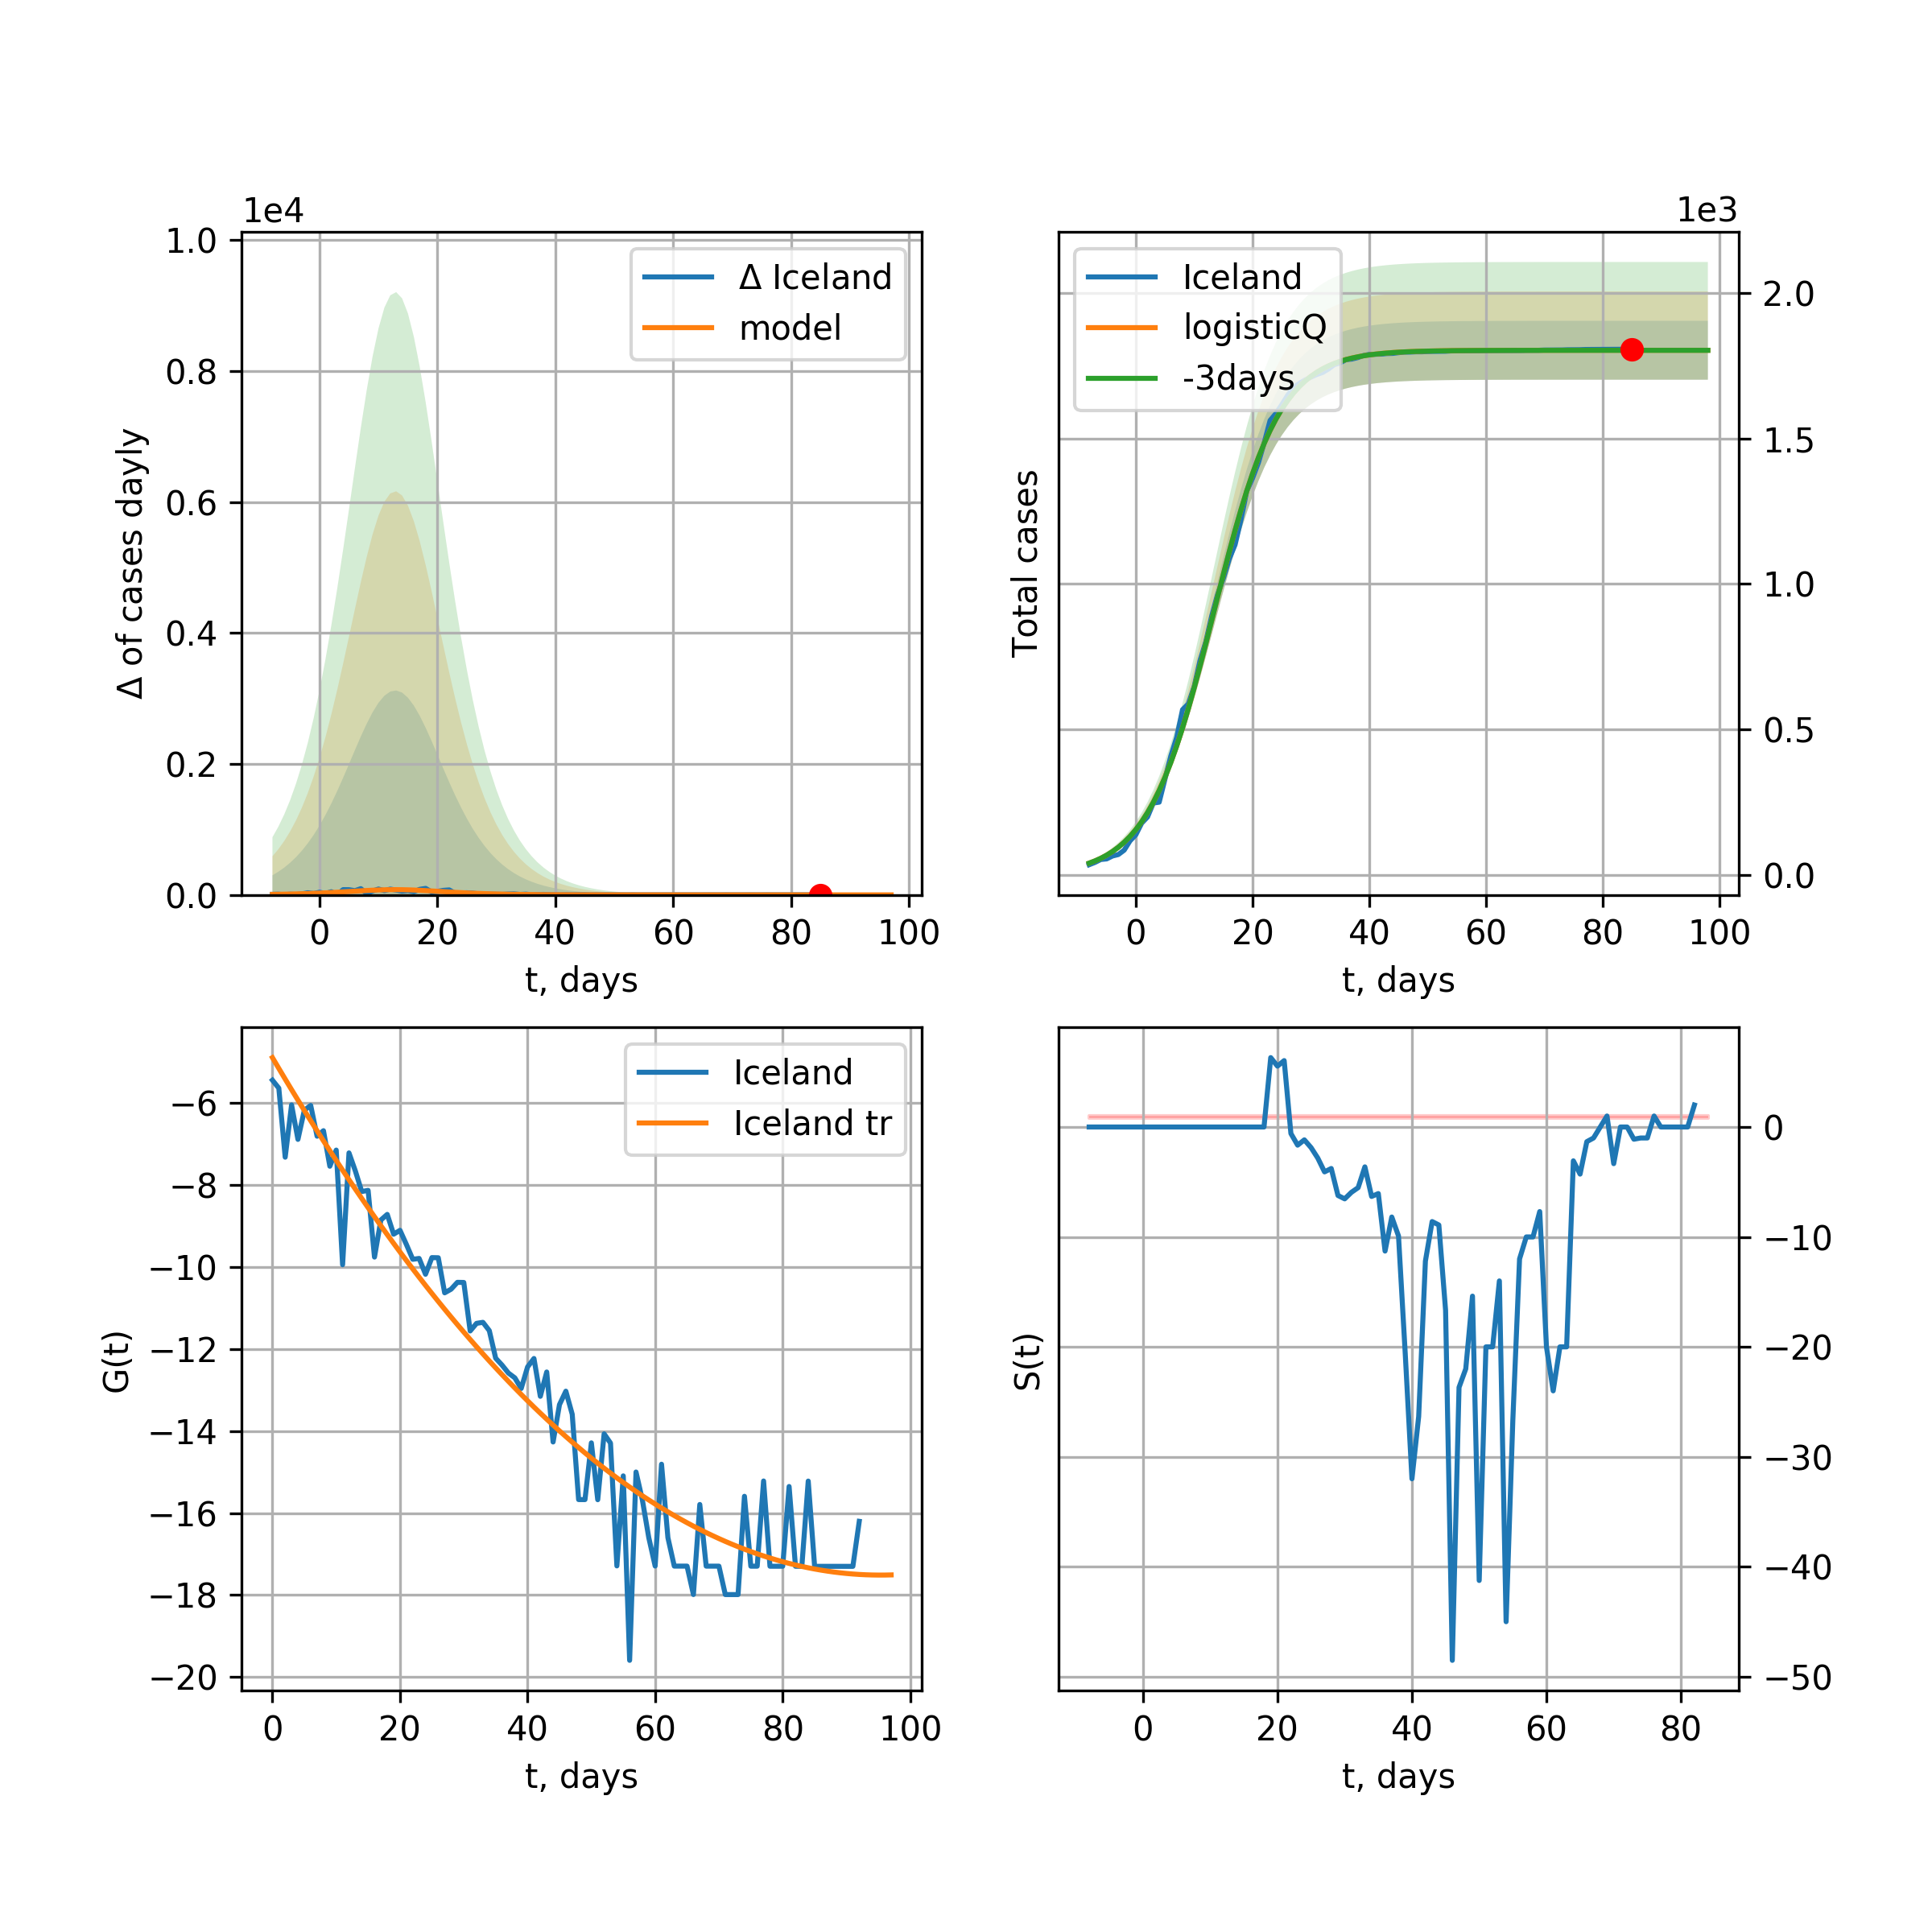 1e4
1.0
0.8
0.6
0.4
0.2
0.0
Δ of cases dayly
Δ Iceland
model
0 20 40 60 80 100
t, days
1e3
Iceland
logisticQ
-3days
Total cases
2.0
1.5
1.0
0.5
0.0
0 20 40 60 80 100
t, days
Iceland
Iceland tr
G(t)
−6
−8
−10
−12
−14
−16
−18
−20
0 20 40 60 80 100
t, days
S(t)
0
−10
−20
−30
−40
−50
0 20 40 60 80
t, days